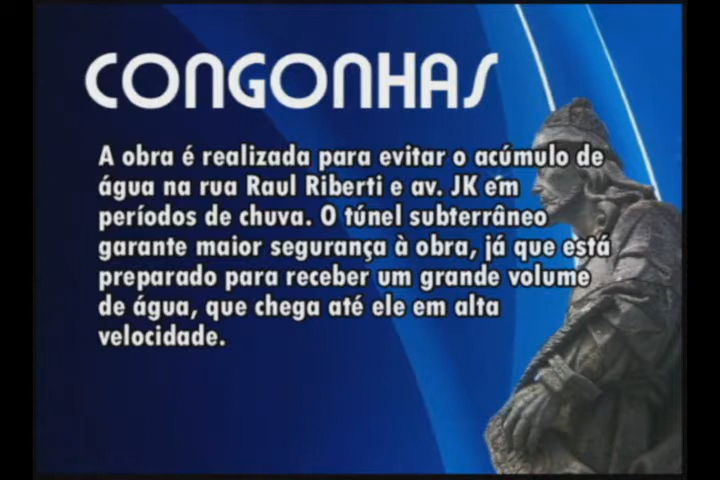 CONGONHAS
A obra é realizada para evitar o acúmulo de
água na rua Raul Riberti e av. JK em
períodos de chuva. O túnel subterrâneo
garante maior segurança à obra, já que está
preparado para receber um grande volume
de água, que chega até ele em alta
velocidade.